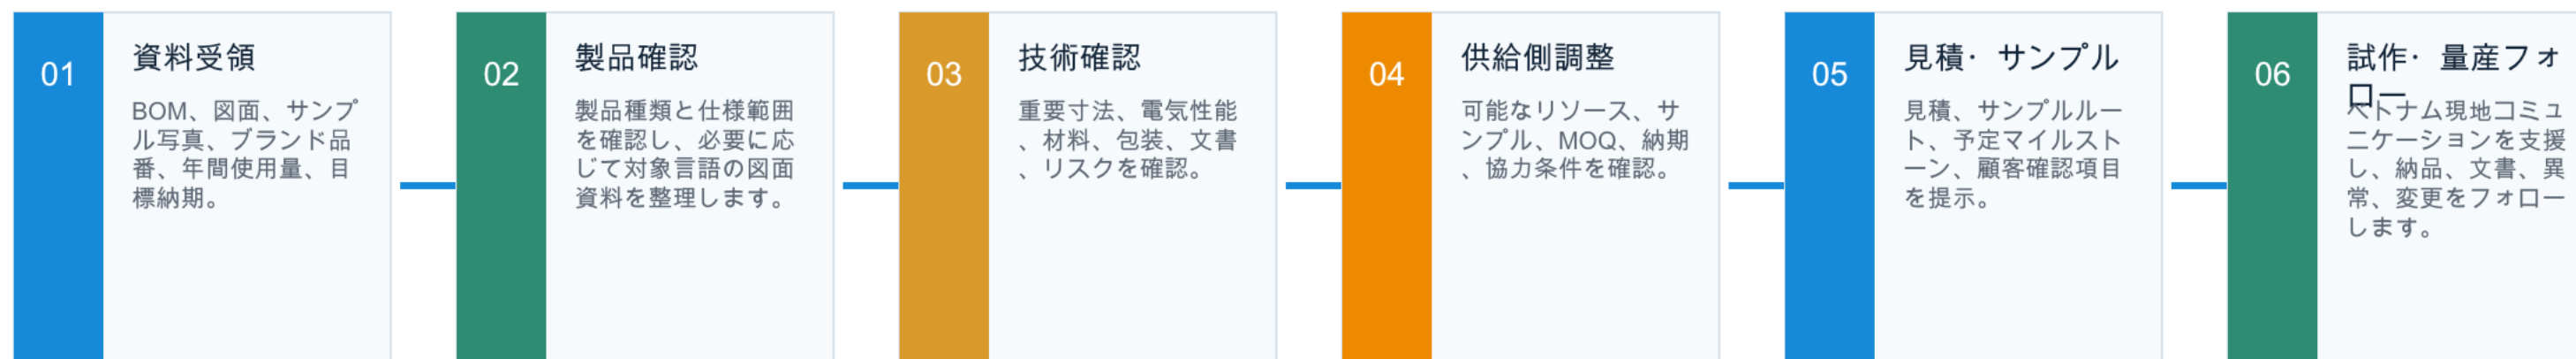 01
資料受領
BOM、図面、サンプ
ル写真、ブランド品
番、年間使用量、目
標納期。
02
製品確認
製品種類と仕様範囲
を確認し、必要に応
じて対象言語の図面
資料を整理します。
03
技術確認
重要寸法、電気性能
、材料、包装、文書
、リスクを確認。
04
供給側調整
可能なリソース、サ
ンプル、MOQ、納期
、協力条件を確認。
05
見積・サンプル
見積、サンプルルー
ト、予定マイルスト
ーン、顧客確認項目
を提示。
06
試作・量産フォ
ロー
ベトナム現地コミュ
ニケーションを支援
し、納品、文書、異
常、変更をフォロー
します。